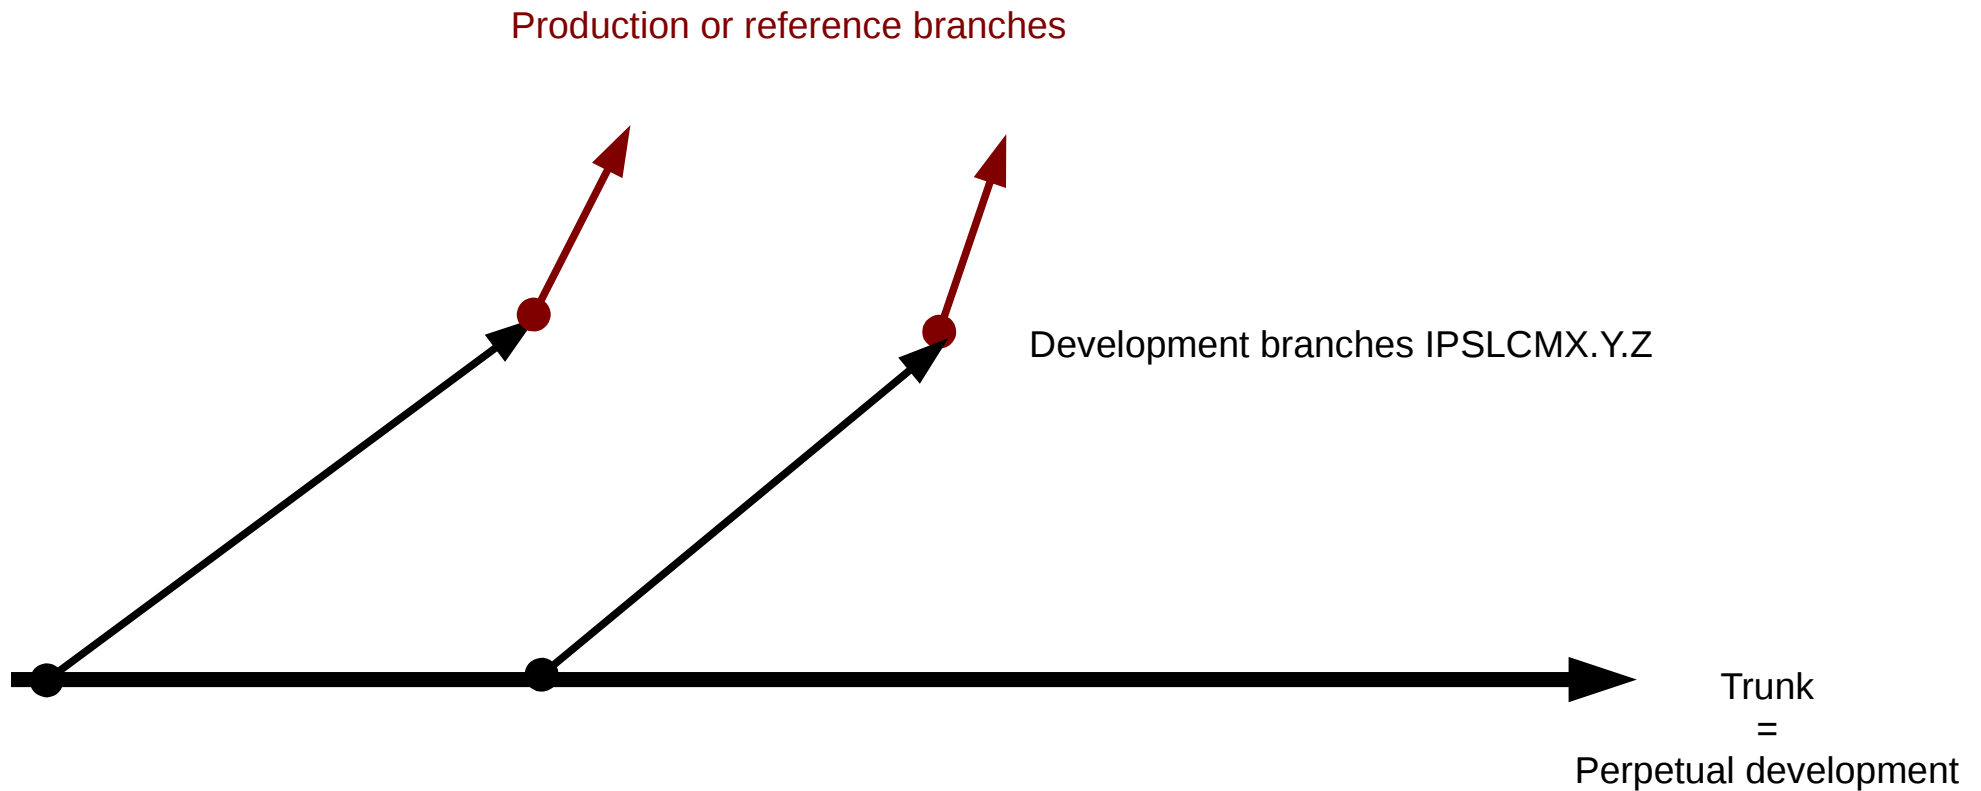 Production or reference branches
Development branches IPSLCMX.Y.Z
Trunk
=
Perpetual development